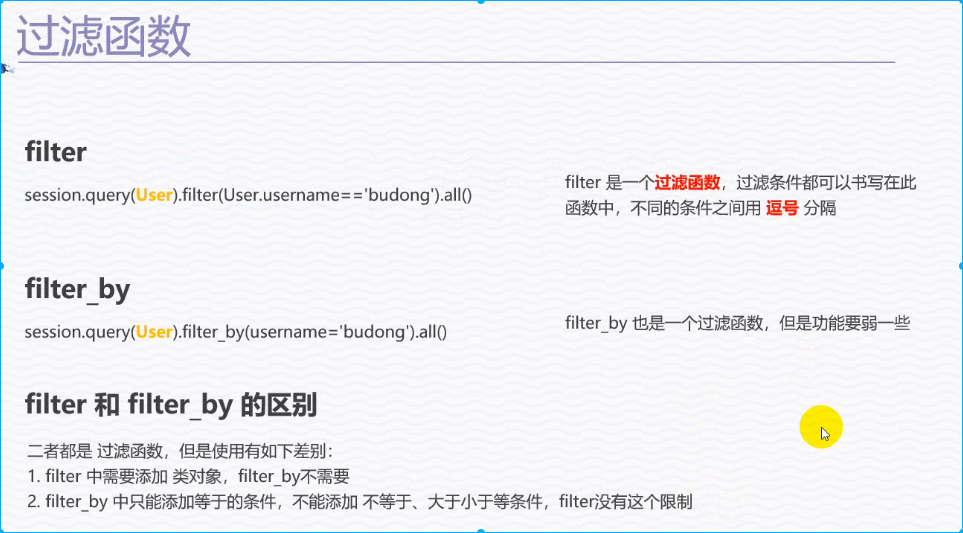 过滤函数
filter
session.query(User).filter(User.username=='budong').all()
filter 是一个过滤函数，过滤条件都可以书写在此
函数中，不同的条件之间用 逗号 分隔
filter_by
session.query(User).filter_by(username='budong').all()
filter_by 也是一个过滤函数，但是功能要弱一些
filter 和 filter_by 的区别
二者都是 过滤函数，但是使用有如下差别：
1. filter 中需要添加 类对象，filter_by不需要
2. filter_by 中只能添加等于的条件，不能添加 不等于、大于小于等条件，filter没有这个限制